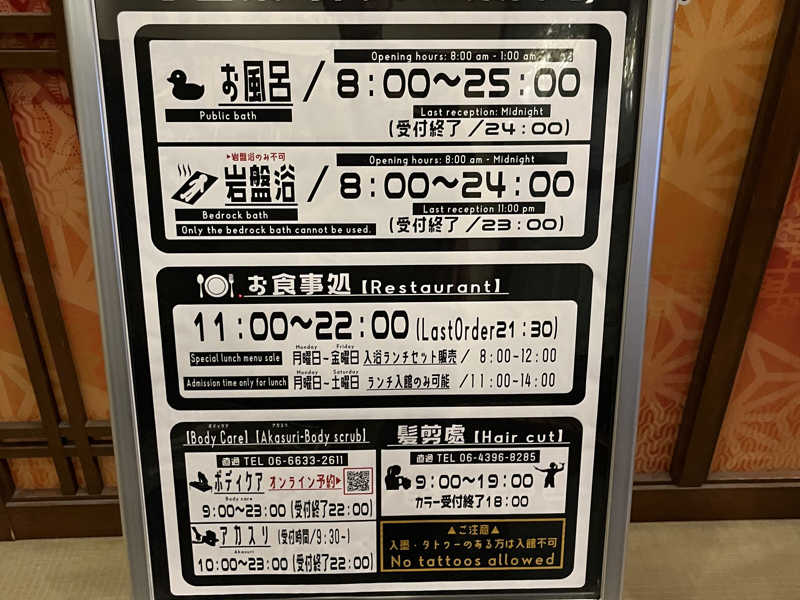 Opening hours: 8:00 am - 1:00 am
お風呂 / 8:00〜25:00
Public bath
Last reception: Midnight
(受付終了 / 24:00)
▸岩盤浴のみ不可
Opening hours: 8:00 am - Midnight
岩盤浴 / 8:00〜24:00
Bedrock bath
Last reception 11:00 pm
Only the bedrock bath cannot be used.
(受付終了 / 23:00)
お食事処【Restaurant】
11:00〜22:00 (LastOrder21:30)
Monday Friday
Special lunch menu sale 月曜日~金曜日 入浴ランチセット販売 / 8:00~12:00
Monday Saturday
Admission time only for lunch 月曜日~土曜日 ランチ入館のみ可能 / 11:00~14:00
ボディケア アカスリ
【Body Care】【Akasuri-Body scrub】
直通 TEL 06-6633-2611
ボディケア オンライン予約▸
Body care
9:00~23:00 (受付終了22:00)
アカスリ (受付時間/9:30~)
Akasuri
10:00~23:00 (受付終了22:00)
髪剪處【Hair cut】
直通 TEL 06-4396-8285
9:00~19:00
カラー受付終了18:00
▲ご注意▲
入墨・タトゥーのある方は入館不可
No tattoos allowed